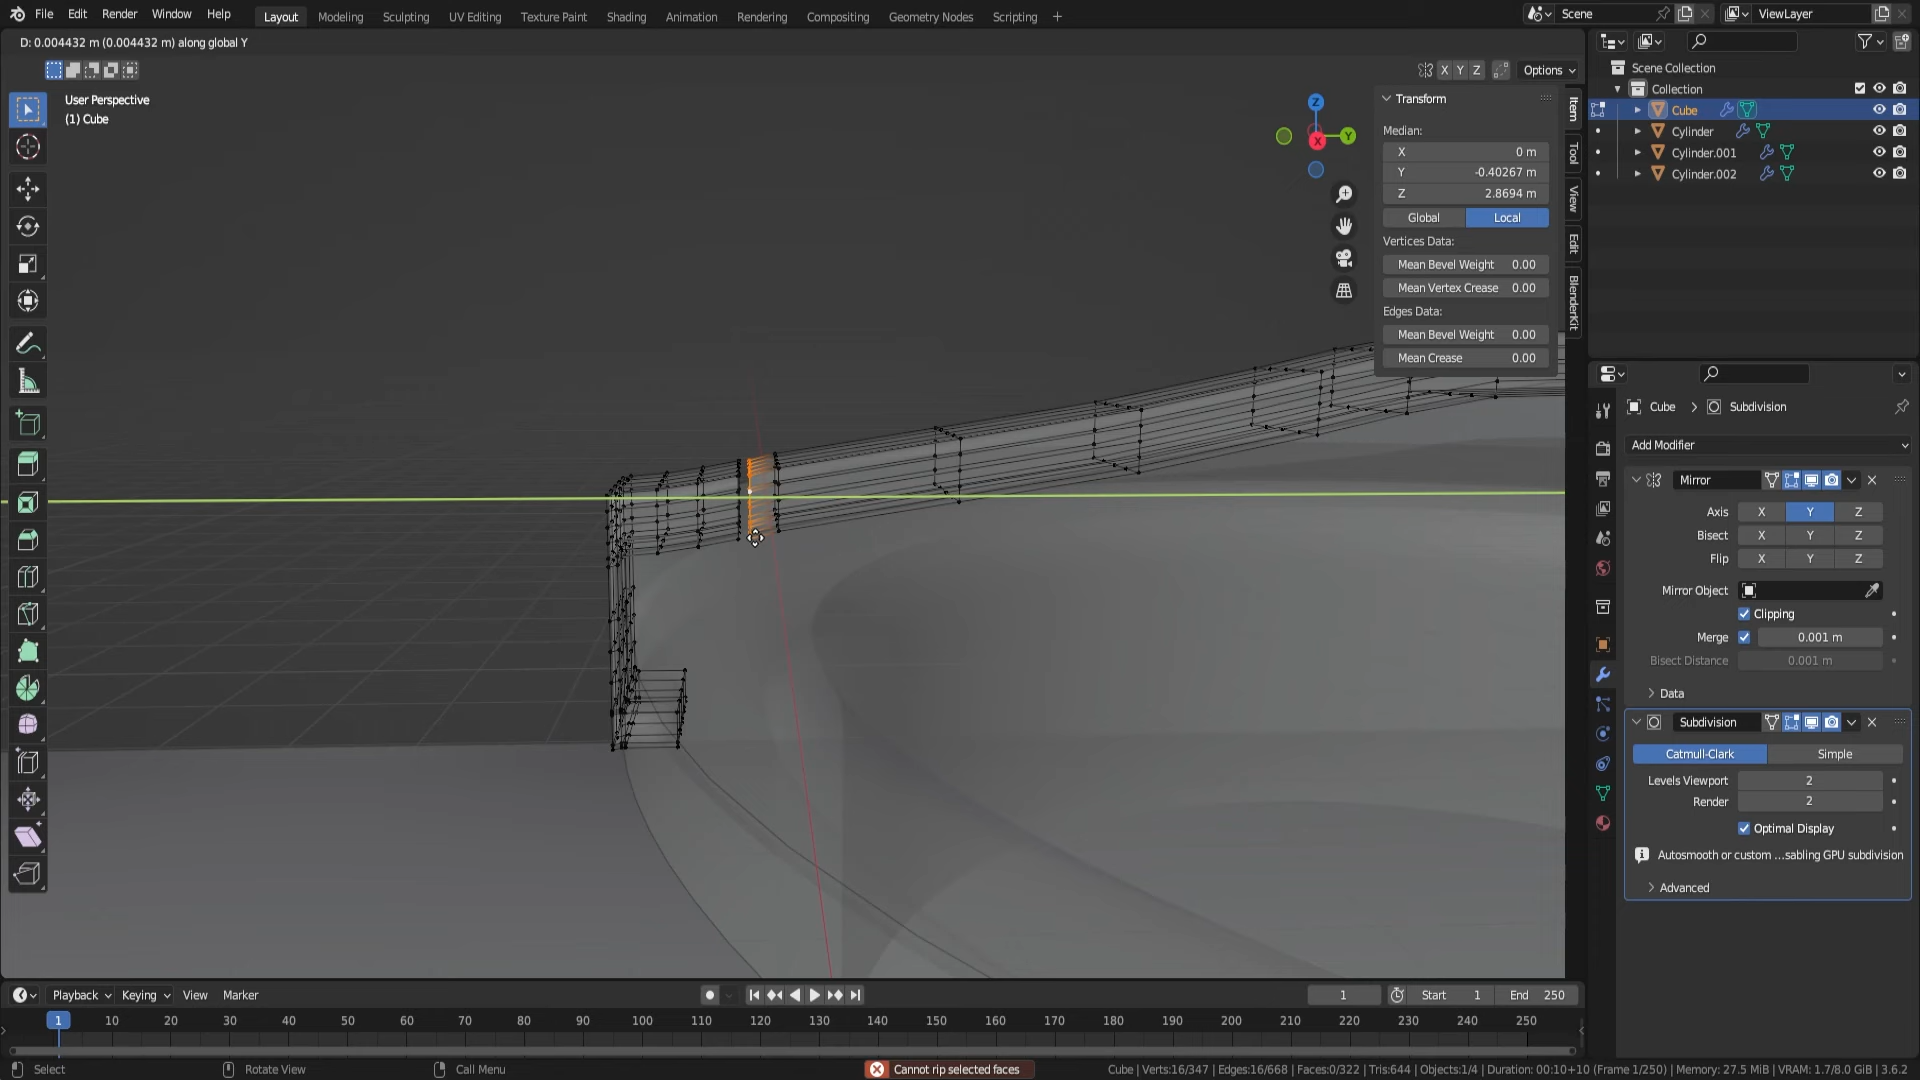 File Edit Render Window Help Layout Modeling Sculpting UV Editing Texture Paint Shading Animation Rendering Compositing Geometry Nodes Scripting + Scene ViewLayer
D: 0.004432 m (0.004432 m) along global Y
X Y Z Options
User Perspective
(1) Cube
Z
Y
X
Transform
Median:
X 0 m
Y -0.40267 m
Z 2.8694 m
Global Local
Vertices Data:
Mean Bevel Weight 0.00
Mean Vertex Crease 0.00
Edges Data:
Mean Bevel Weight 0.00
Mean Crease 0.00
Item
Tool
View
Edit
BlenderKit
Scene Collection
Collection
Cube
Cylinder
Cylinder.001
Cylinder.002
Cube Subdivision
Add Modifier
Mirror
Axis X Y Z
Bisect X Y Z
Flip X Y Z
Mirror Object
Clipping
Merge 0.001 m
Bisect Distance 0.001 m
Data
Subdivision
Catmull-Clark Simple
Levels Viewport 2
Render 2
Optimal Display
Autosmooth or custom ...sabling GPU subdivision
Advanced
Playback Keying View Marker 1 Start 1 End 250
1 10 20 30 40 50 60 70 80 90 100 110 120 130 140 150 160 170 180 190 200 210 220 230 240 250
Select Rotate View Call Menu Cannot rip selected faces Cube | Verts:16/347 | Edges:16/668 | Faces:0/322 | Tris:644 | Objects:1/4 | Duration: 00:10+10 (Frame 1/250) | Memory: 27.5 MiB | VRAM: 1.7/8.0 GiB | 3.6.2